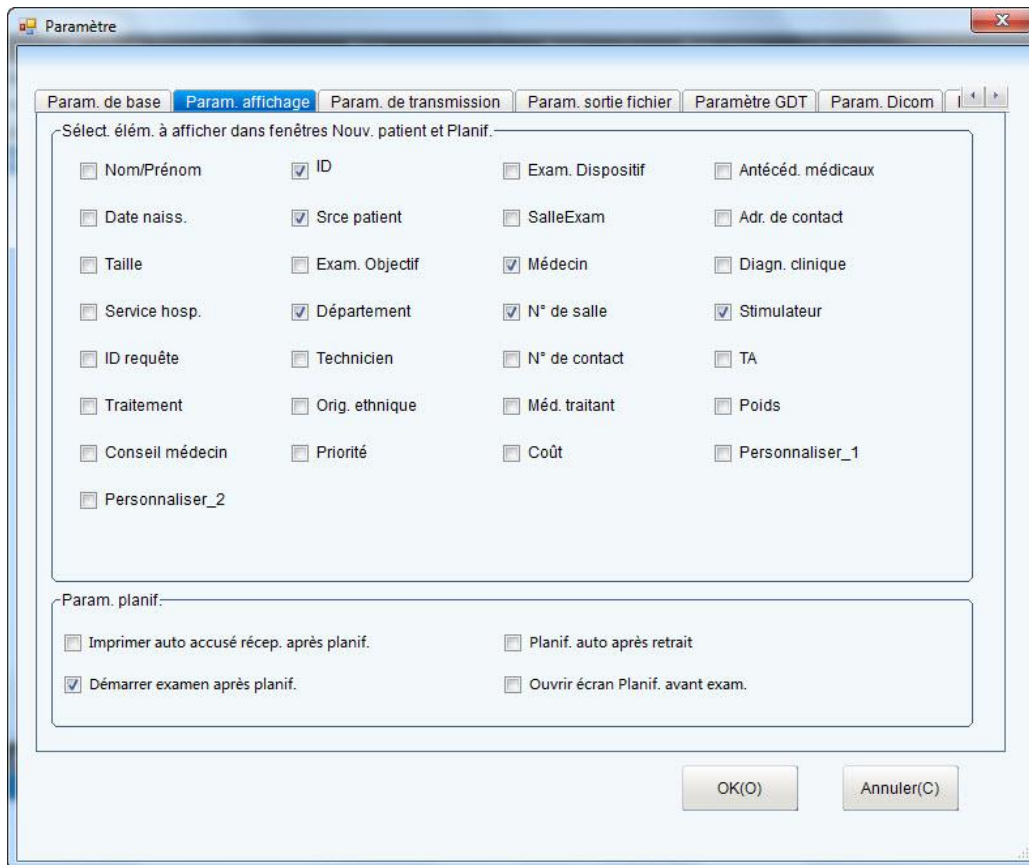 Paramètre
Param. de base Param. affichage Param. de transmission Param. sortie fichier Paramètre GDT Param. Dicom
Sélect. élém. à afficher dans fenêtres Nouv. patient et Planif.
Nom/Prénom ID Exam. Dispositif Antécéd. médicaux
Date naiss. Srce patient SalleExam Adr. de contact
Taille Exam. Objectif Médecin Diagn. clinique
Service hosp. Département N° de salle Stimulateur
ID requête Technicien N° de contact TA
Traitement Orig. ethnique Méd. traitant Poids
Conseil médecin Priorité Coût Personnaliser_1
Personnaliser_2
Param. planif.
Imprimer auto accusé récep. après planif. Planif. auto après retrait
Démarrer examen après planif. Ouvrir écran Planif. avant exam.
OK(O) Annuler(C)